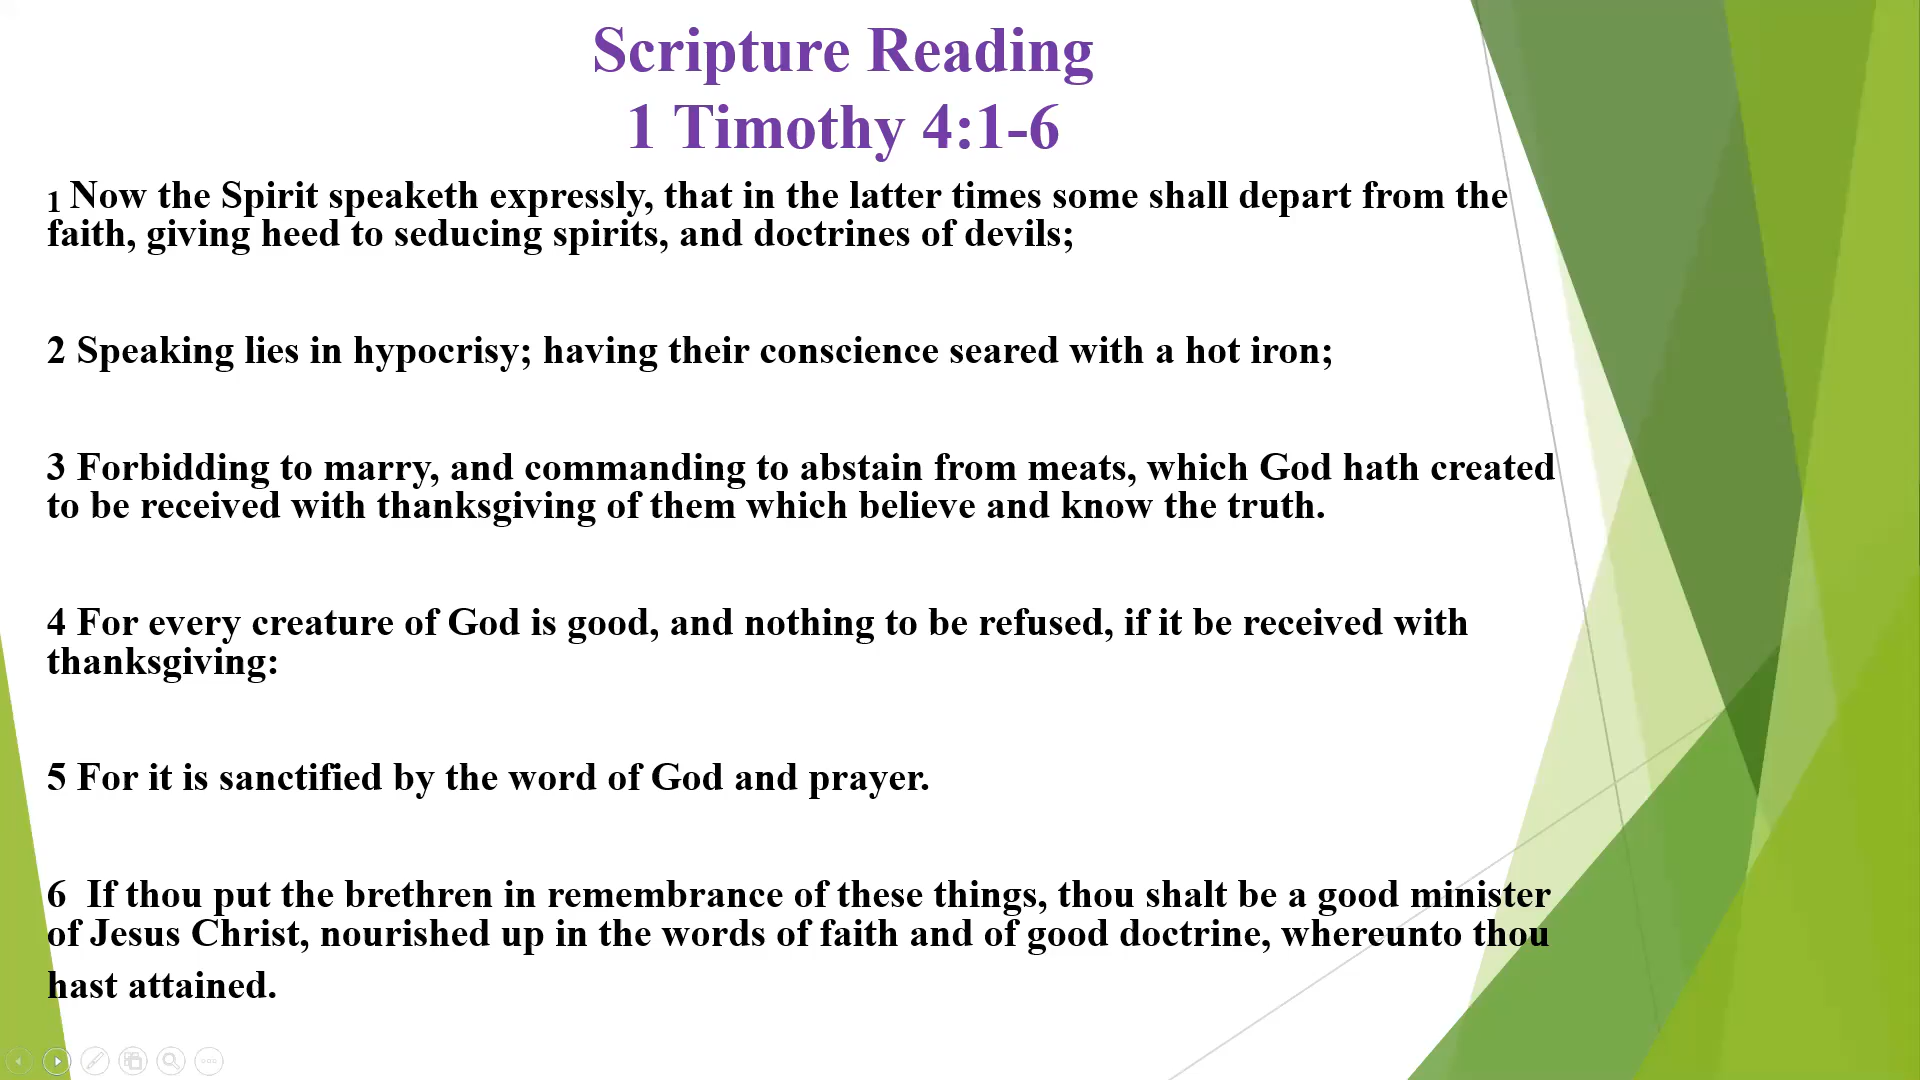 Scripture Reading
1 Timothy 4:1-6
1 Now the Spirit speaketh expressly, that in the latter times some shall depart from the
faith, giving heed to seducing spirits, and doctrines of devils;
2 Speaking lies in hypocrisy; having their conscience seared with a hot iron;
3 Forbidding to marry, and commanding to abstain from meats, which God hath created
to be received with thanksgiving of them which believe and know the truth.
4 For every creature of God is good, and nothing to be refused, if it be received with
thanksgiving:
5 For it is sanctified by the word of God and prayer.
6  If thou put the brethren in remembrance of these things, thou shalt be a good minister
of Jesus Christ, nourished up in the words of faith and of good doctrine, whereunto thou
hast attained.